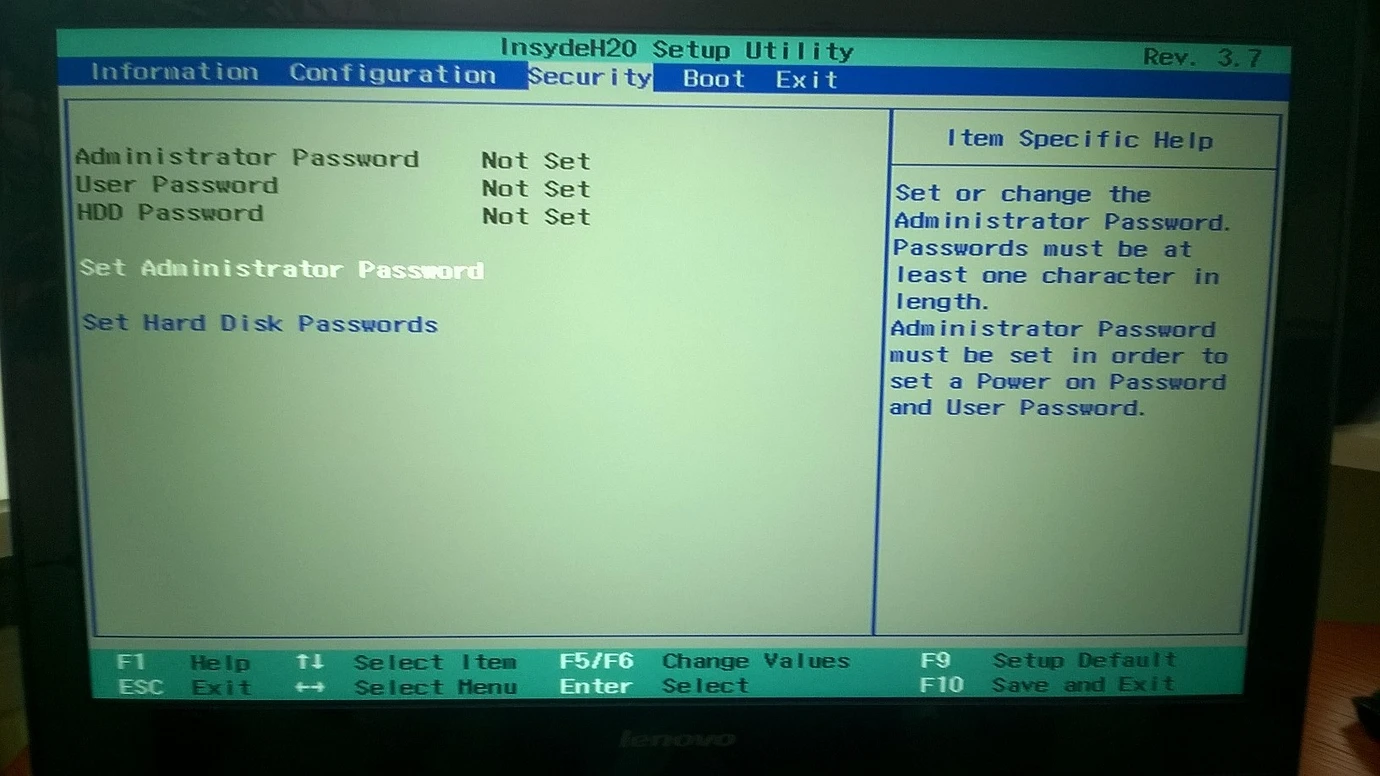 InsydeH20 Setup Utility Rev. 3.7
Information Configuration Security Boot Exit
Administrator Password Not Set
User Password Not Set
HDD Password Not Set
Set Administrator Password
Set Hard Disk Passwords
Item Specific Help
Set or change the
Administrator Password.
Passwords must be at
least one character in
length.
Administrator Password
must be set in order to
set a Power on Password
and User Password.
F1 Help ↑↓ Select Item F5/F6 Change Values F9 Setup Default
ESC Exit ↔ Select Menu Enter Select F10 Save and Exit
lenovo